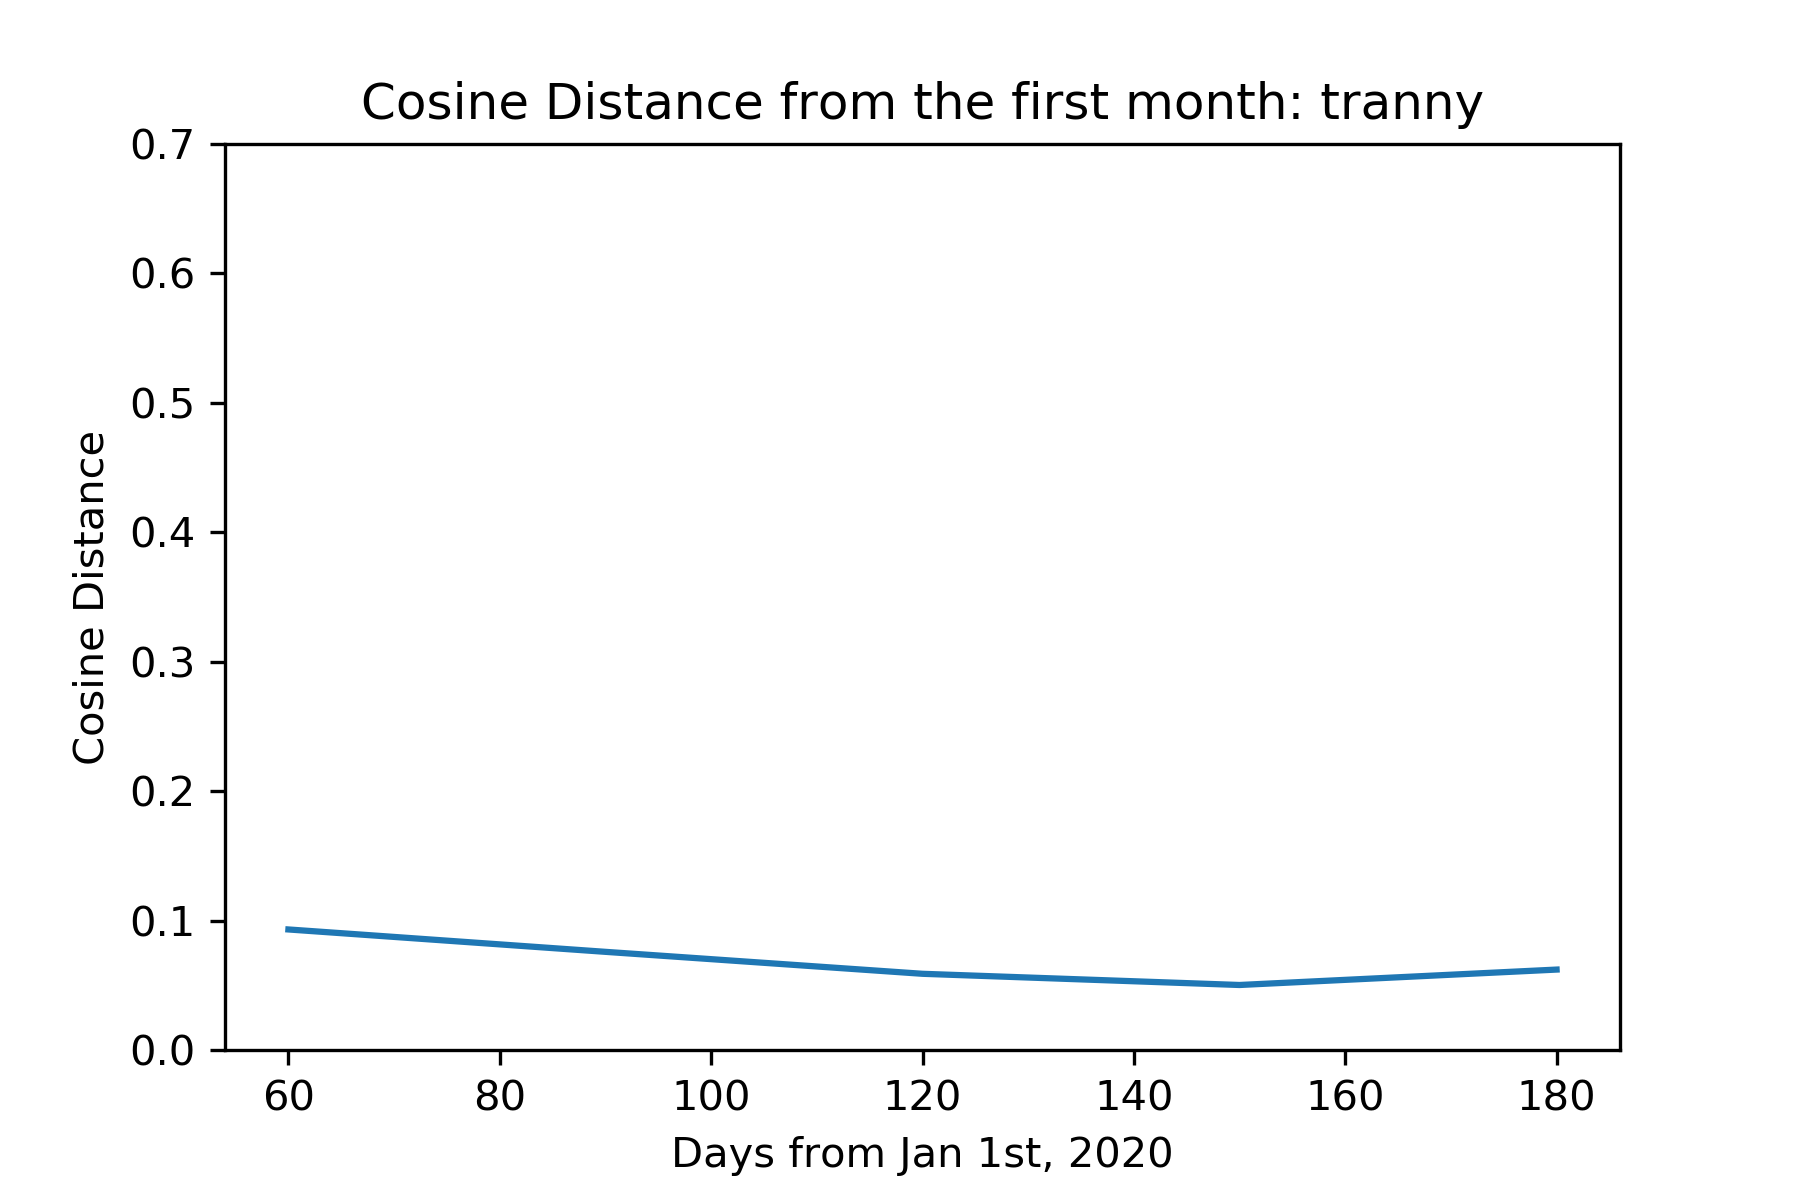 Cosine Distance from the first month: tranny
0.7
0.6
0.5
0.4
0.3
0.2
0.1
0.0
Cosine Distance
60 80 100 120 140 160 180
Days from Jan 1st, 2020